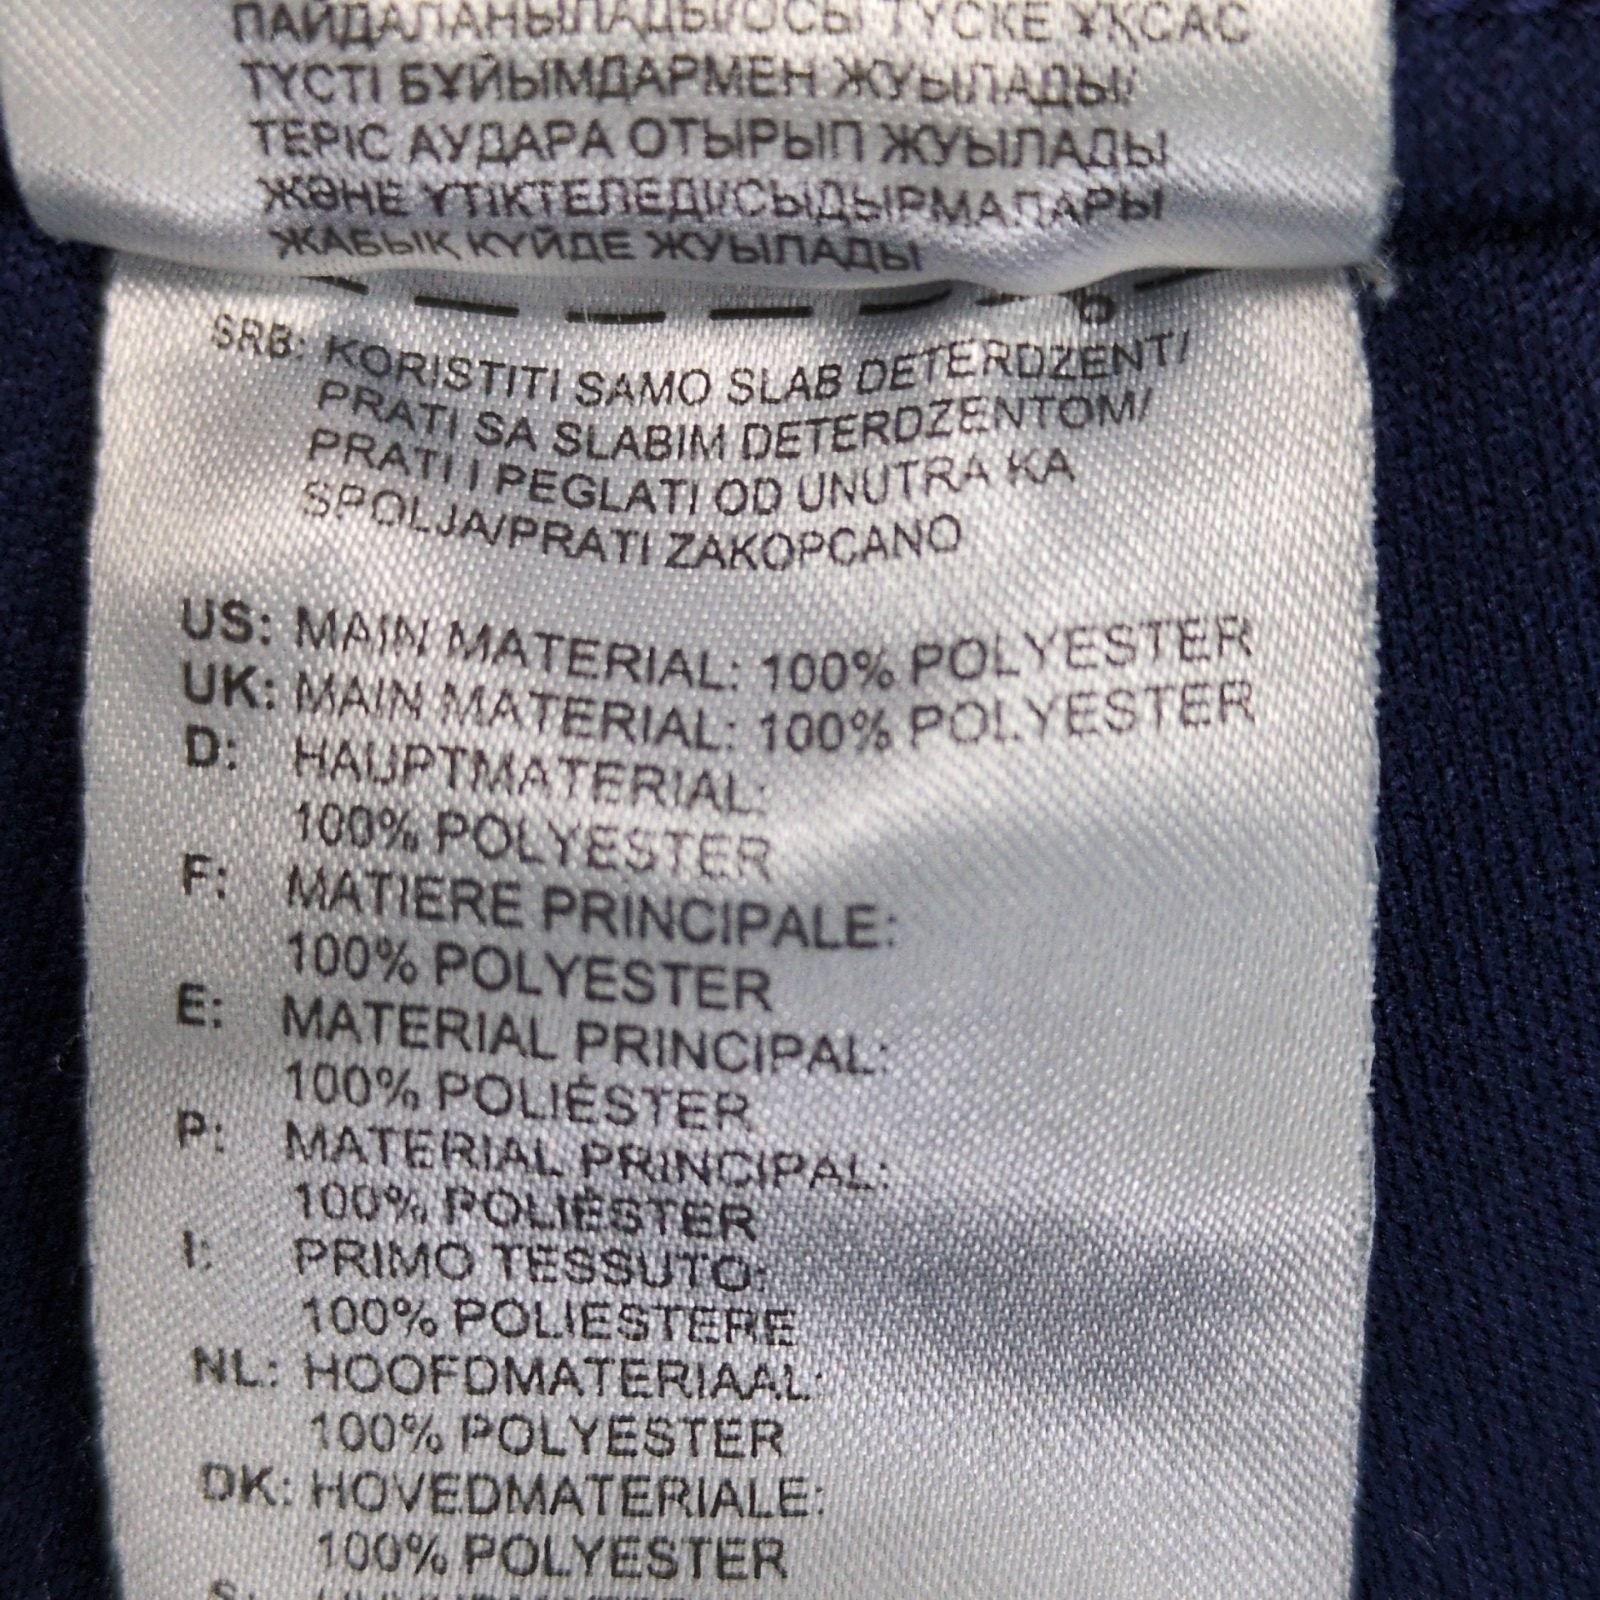 ПАЙДАЛАНЫЛАДЫ/ОСЫ ТҮСКЕ ҰҚСАС
ТҮСТІ БҰЙЫМДАРМЕН ЖУЫЛАДЫ/
ТЕРІС АУДАРА ОТЫРЫП ЖУЫЛАДЫ
ЖӘНЕ ҮТІКТЕЛЕДІ/СЫДЫРМАЛАРЫ
ЖАБЫҚ КҮЙДЕ ЖУЫЛАДЫ
SRB: KORISTITI SAMO SLAB DETERDZENT/
PRATI SA SLABIM DETERDZENTOM/
PRATI I PEGLATI OD UNUTRA KA
SPOLJA/PRATI ZAKOPCANO
US: MAIN MATERIAL: 100% POLYESTER
UK: MAIN MATERIAL: 100% POLYESTER
D: HAUPTMATERIAL:
100% POLYESTER
F: MATIERE PRINCIPALE:
100% POLYESTER
E: MATERIAL PRINCIPAL:
100% POLIÉSTER
P: MATERIAL PRINCIPAL:
100% POLIÉSTER
I: PRIMO TESSUTO:
100% POLIESTERE
NL: HOOFDMATERIAAL:
100% POLYESTER
DK: HOVEDMATERIALE:
100% POLYESTER